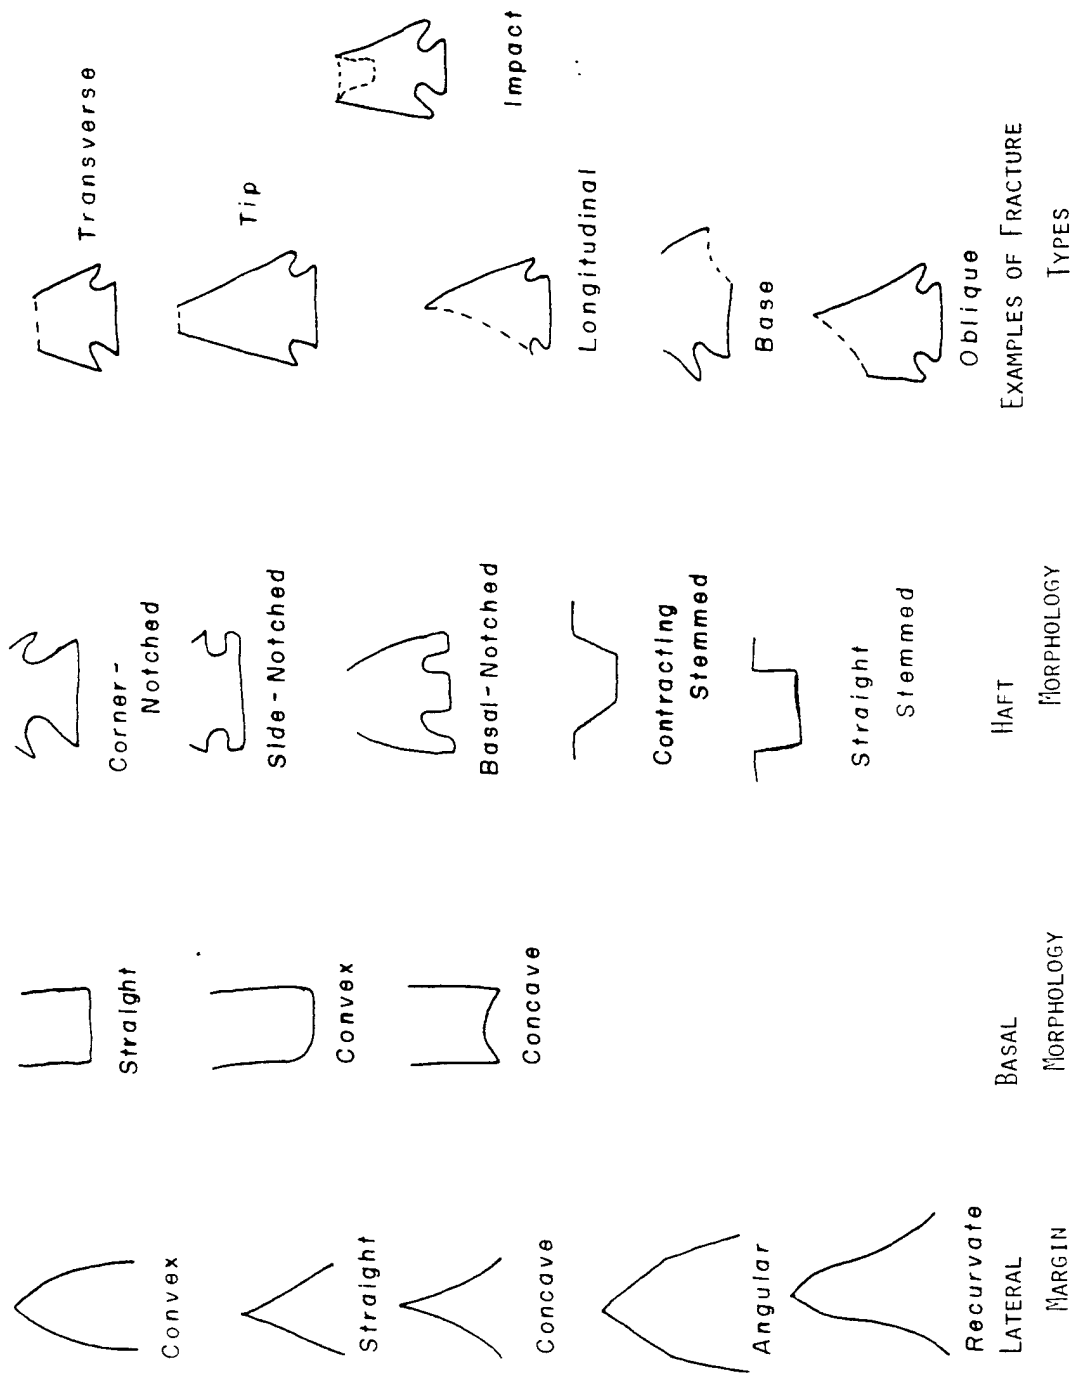 Convex
Straight
Concave
Angular
Recurvate
LATERAL
MARGIN
Straight
Convex
Concave
BASAL
MORPHOLOGY
Corner-
Notched
Side-Notched
Basal-Notched
Contracting
Stemmed
Straight
Stemmed
HAFT
MORPHOLOGY
Transverse
Tip
Impact
Longitudinal
Base
Oblique
EXAMPLES OF FRACTURE
TYPES